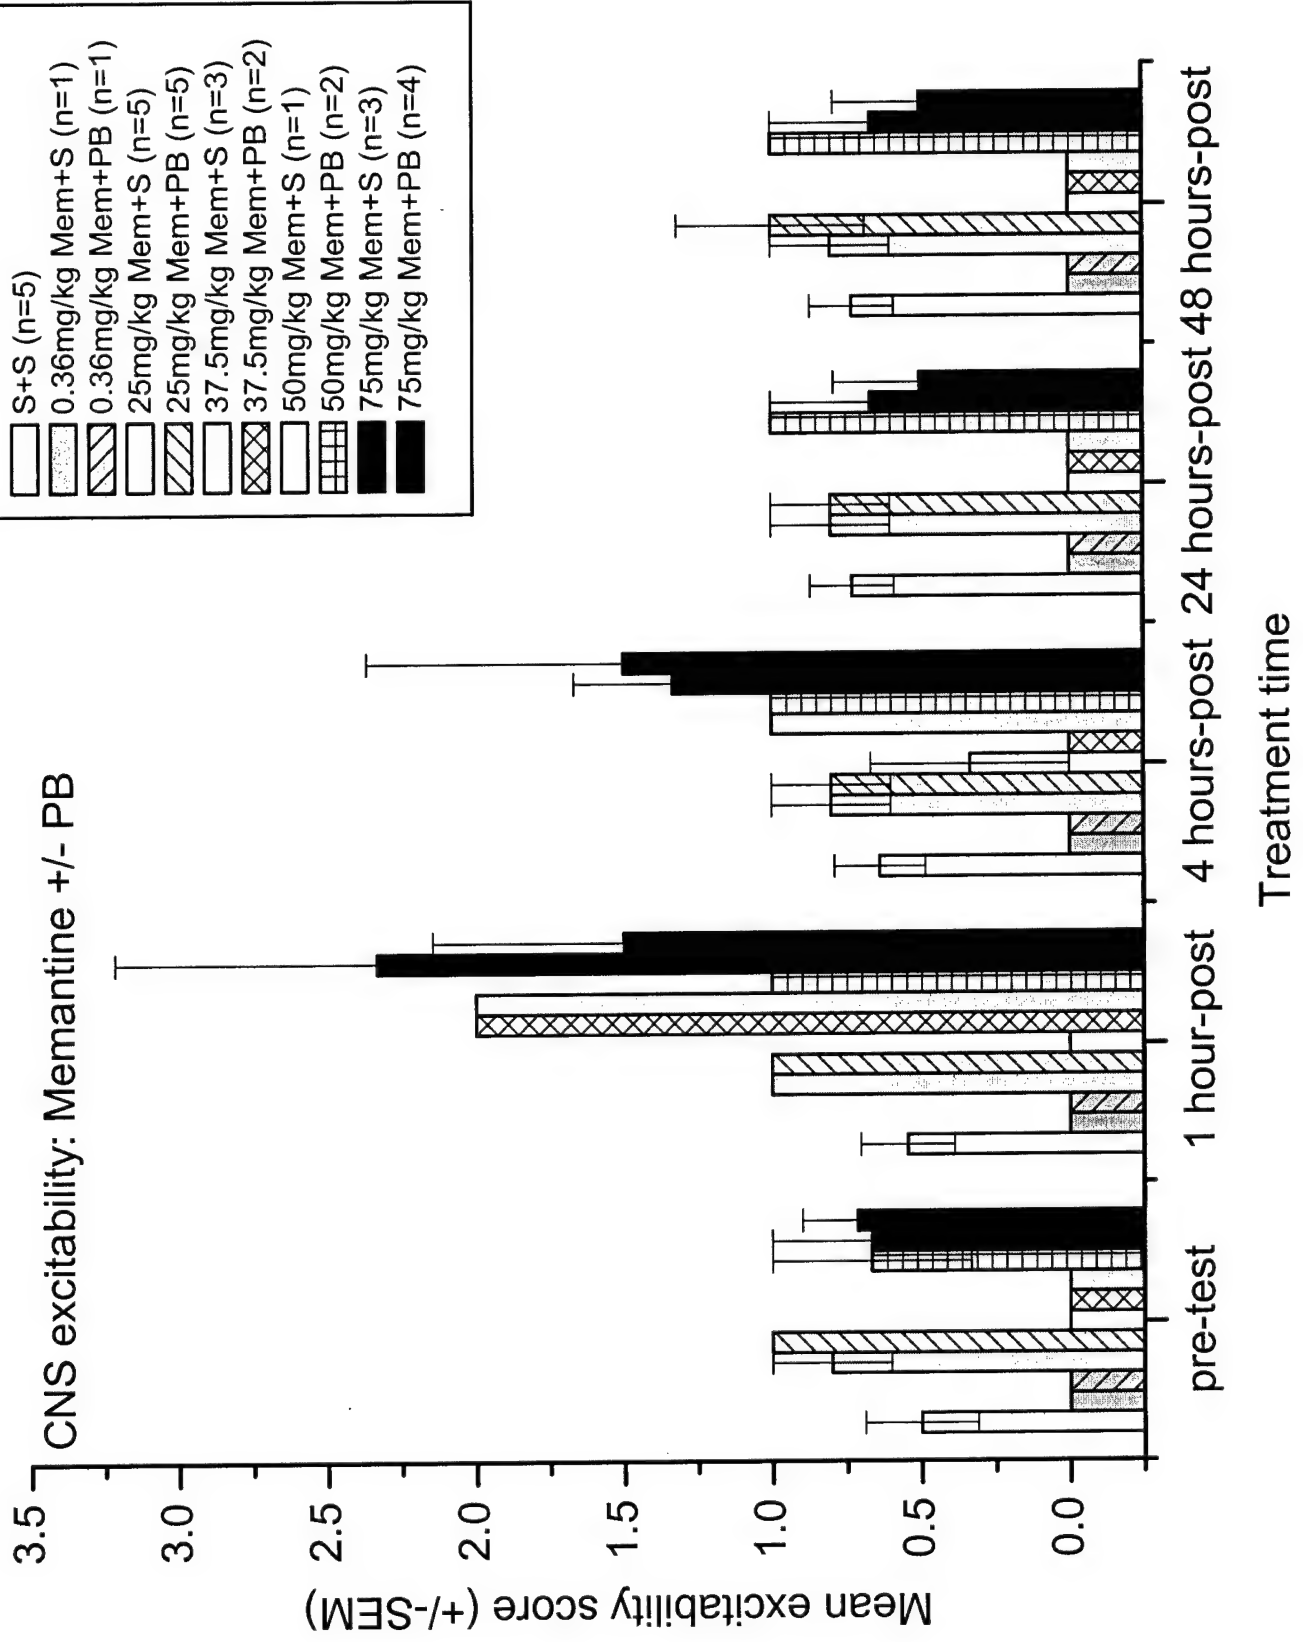 CNS excitability: Memantine +/- PB
S+S (n=5)
0.36mg/kg Mem+S (n=1)
0.36mg/kg Mem+PB (n=1)
25mg/kg Mem+S (n=5)
25mg/kg Mem+PB (n=5)
37.5mg/kg Mem+S (n=3)
37.5mg/kg Mem+PB (n=2)
50mg/kg Mem+S (n=1)
50mg/kg Mem+PB (n=2)
75mg/kg Mem+S (n=3)
75mg/kg Mem+PB (n=4)
Mean excitability score (+/-SEM)
3.5
3.0
2.5
2.0
1.5
1.0
0.5
0.0
pre-test 1 hour-post 4 hours-post 24 hours-post 48 hours-post
Treatment time